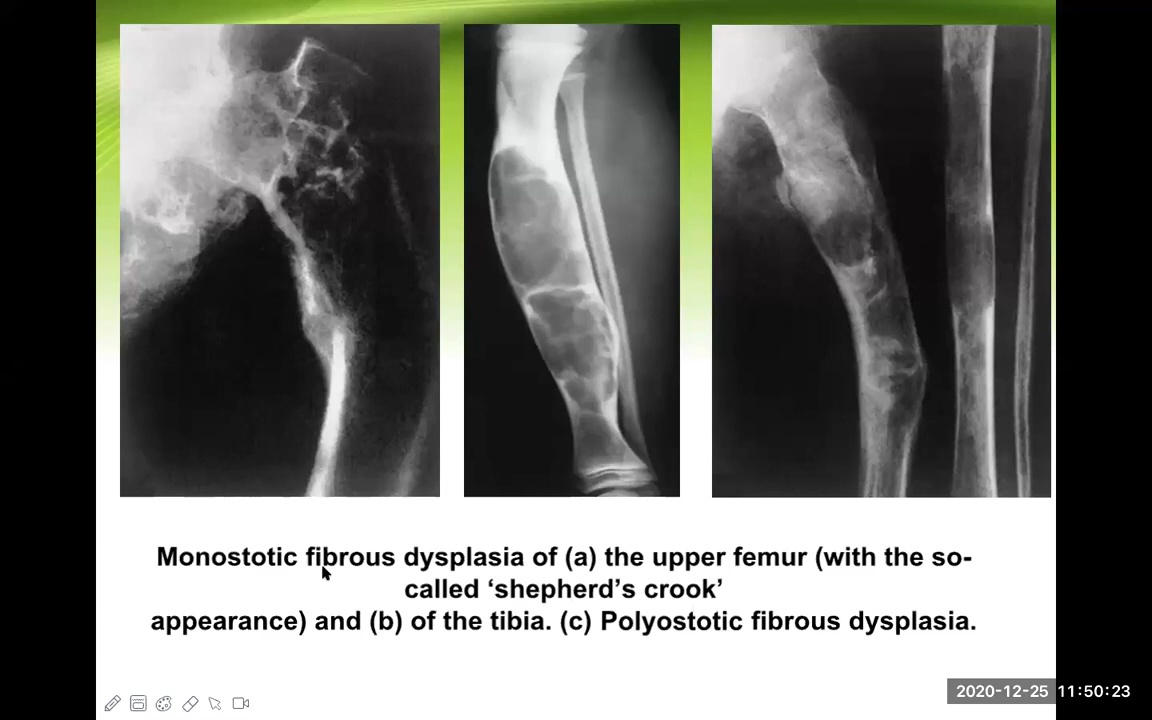 Monostotic fibrous dysplasia of (a) the upper femur (with the so-
called ‘shepherd’s crook’
appearance) and (b) of the tibia. (c) Polyostotic fibrous dysplasia.
2020-12-25 11:50:23